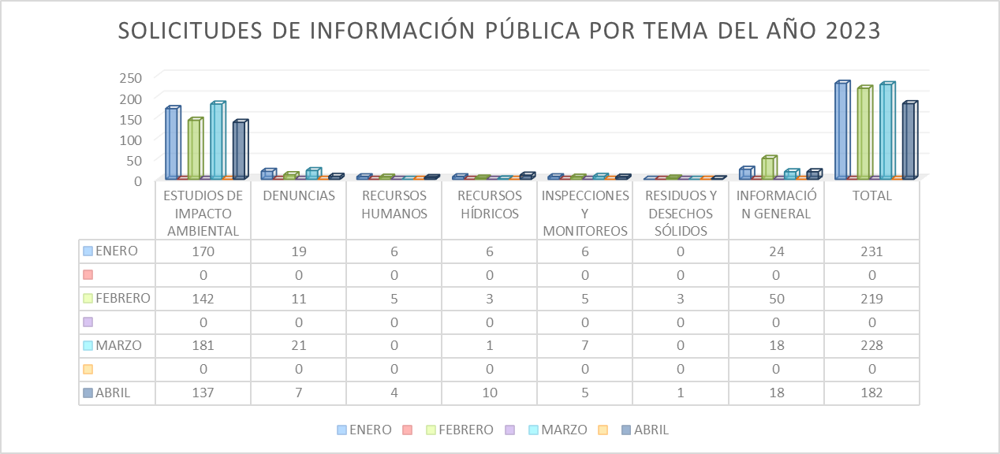 SOLICITUDES DE INFORMACIÓN PÚBLICA POR TEMA DEL AÑO 2023
250
200
150
100
50
0
ESTUDIOS DE IMPACTO AMBIENTAL DENUNCIAS RECURSOS HUMANOS RECURSOS HÍDRICOS INSPECCIONES Y MONITOREOS RESIDUOS Y DESECHOS SÓLIDOS INFORMACIÓ N GENERAL TOTAL
ENERO 170 19 6 6 6 0 24 231
0 0 0 0 0 0 0 0
FEBRERO 142 11 5 3 5 3 50 219
0 0 0 0 0 0 0 0
MARZO 181 21 0 1 7 0 18 228
0 0 0 0 0 0 0 0
ABRIL 137 7 4 10 5 1 18 182
ENERO FEBRERO MARZO ABRIL